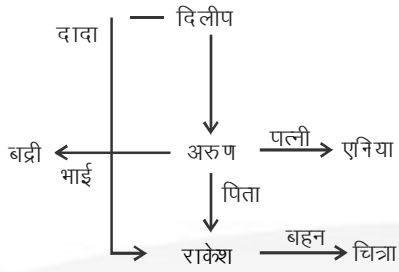 दिलीप
दादा
बद्री
अरुण
पत्नी
एनिया
भाई
पिता
राकेश
बहन
चित्रा